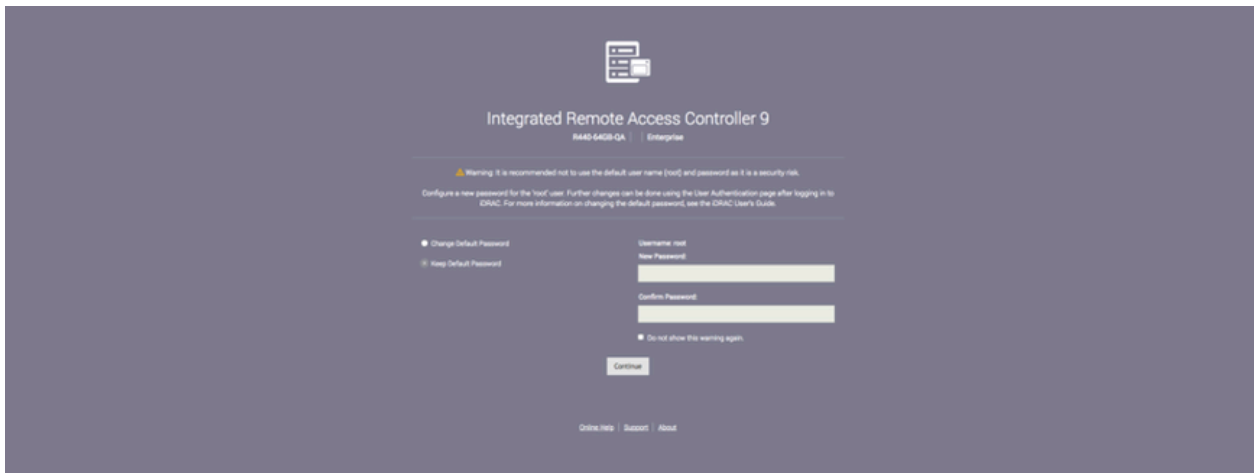 Integrated Remote Access Controller 9
R440-64GB-QA | | Enterprise
Warning: It is recommended not to use the default user name (root) and password as it is a security risk.
Configure a new password for the 'root' user. Further changes can be done using the User Authentication page after logging in to
iDRAC. For more information on changing the default password, see the iDRAC User's Guide.
Change Default Password
Keep Default Password
Username: root
New Password:
Confirm Password:
Do not show this warning again.
Continue
Online Help | Support | About